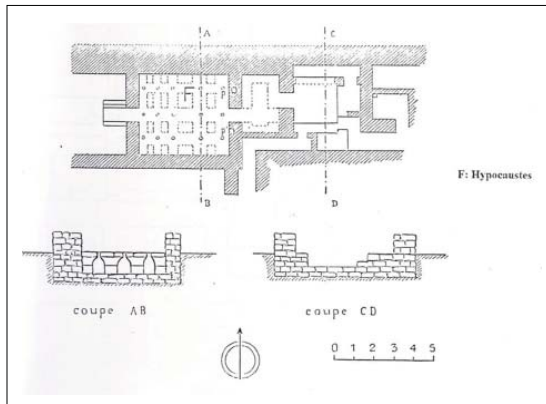 A C
F P
P
F: Hypocaustes
B D
coupe AB coupe CD
0 1 2 3 4 5